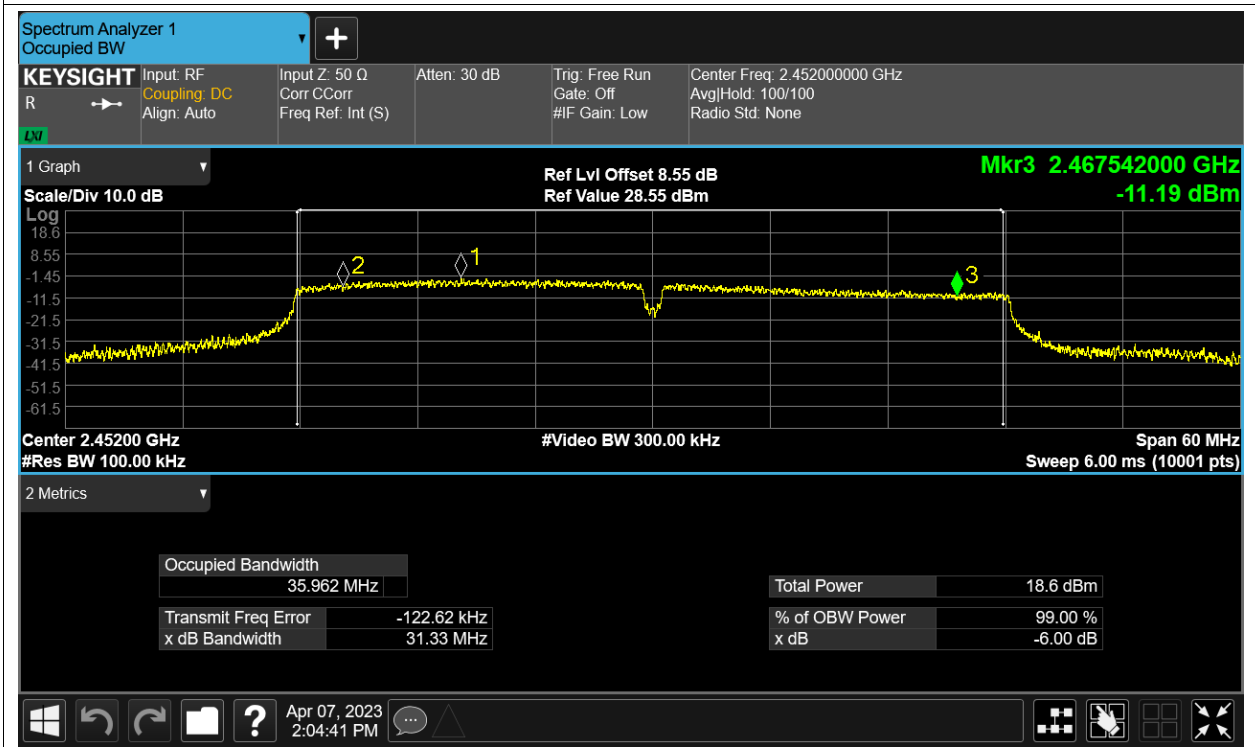 Spectrum Analyzer 1
Occupied BW
KEYSIGHT
R
LXI
Input: RF
Coupling: DC
Align: Auto
Input Z: 50 Ω
Corr CCorr
Freq Ref: Int (S)
Atten: 30 dB
Trig: Free Run
Gate: Off
#IF Gain: Low
Center Freq: 2.452000000 GHz
Avg|Hold: 100/100
Radio Std: None
1 Graph
Scale/Div 10.0 dB
Ref Lvl Offset 8.55 dB
Ref Value 28.55 dBm
Mkr3 2.467542000 GHz
-11.19 dBm
Log
18.6
8.55
-1.45
-11.5
-21.5
-31.5
-41.5
-51.5
-61.5
2
1
3
Center 2.45200 GHz
#Video BW 300.00 kHz
Span 60 MHz
#Res BW 100.00 kHz
Sweep 6.00 ms (10001 pts)
2 Metrics
Occupied Bandwidth
35.962 MHz
Total Power 18.6 dBm
Transmit Freq Error -122.62 kHz
% of OBW Power 99.00 %
x dB Bandwidth 31.33 MHz
x dB -6.00 dB
?
Apr 07, 2023
2:04:41 PM